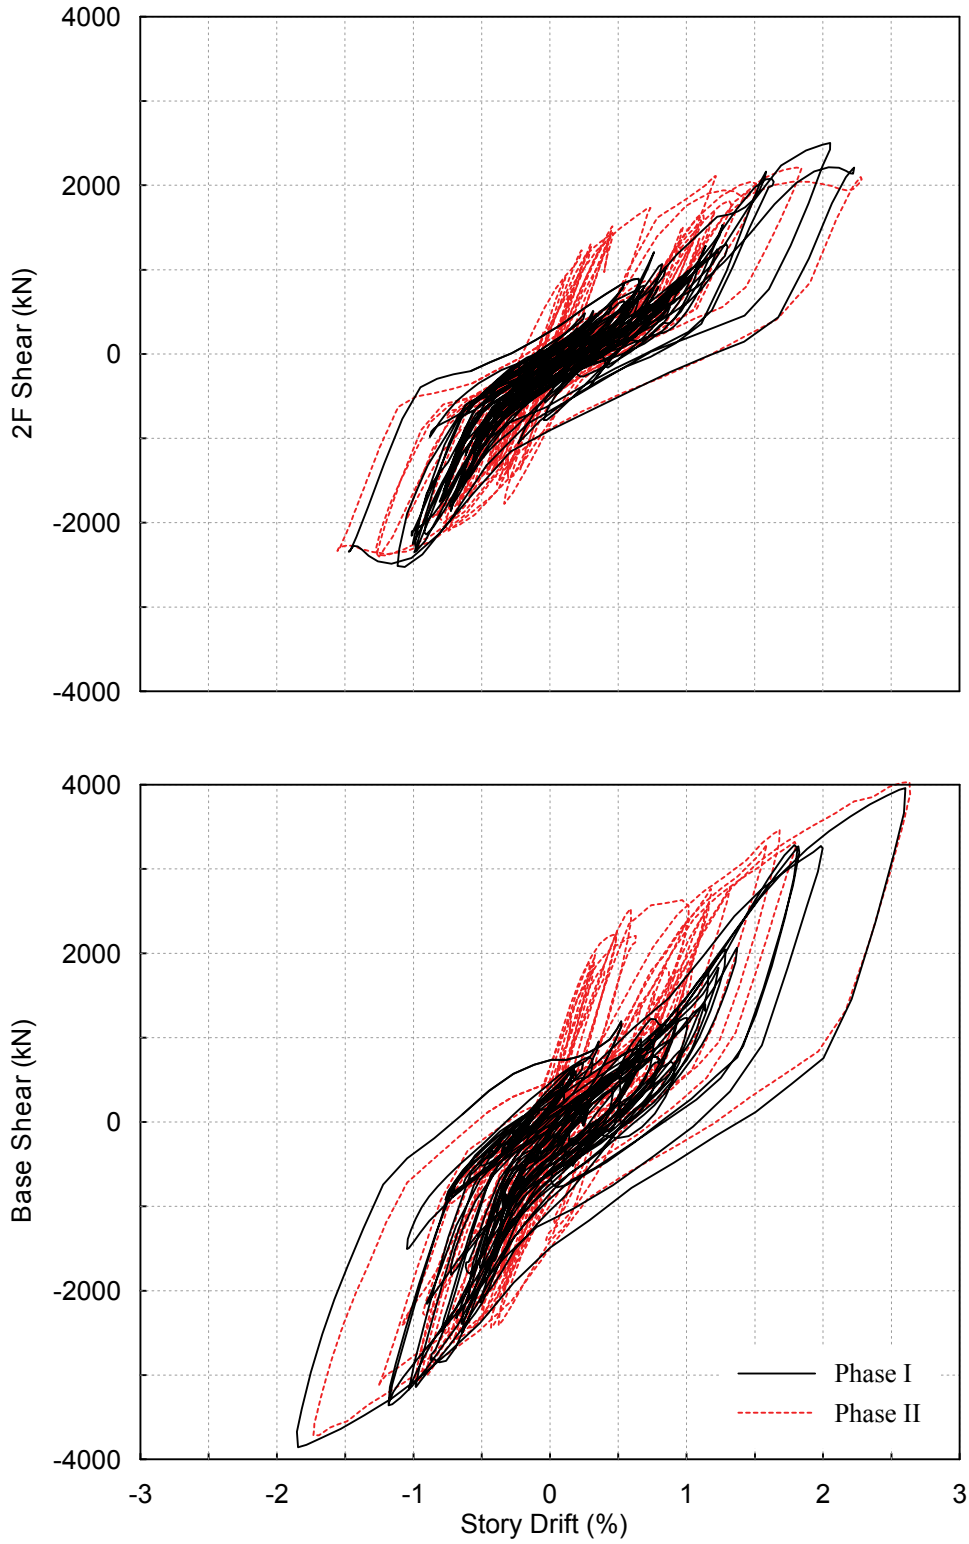 4000
2000
0
-2000
-4000
2F Shear (kN)
4000
2000
0
-2000
-4000
Base Shear (kN)
Phase I
Phase II
-3 -2 -1 0 1 2 3
Story Drift (%)